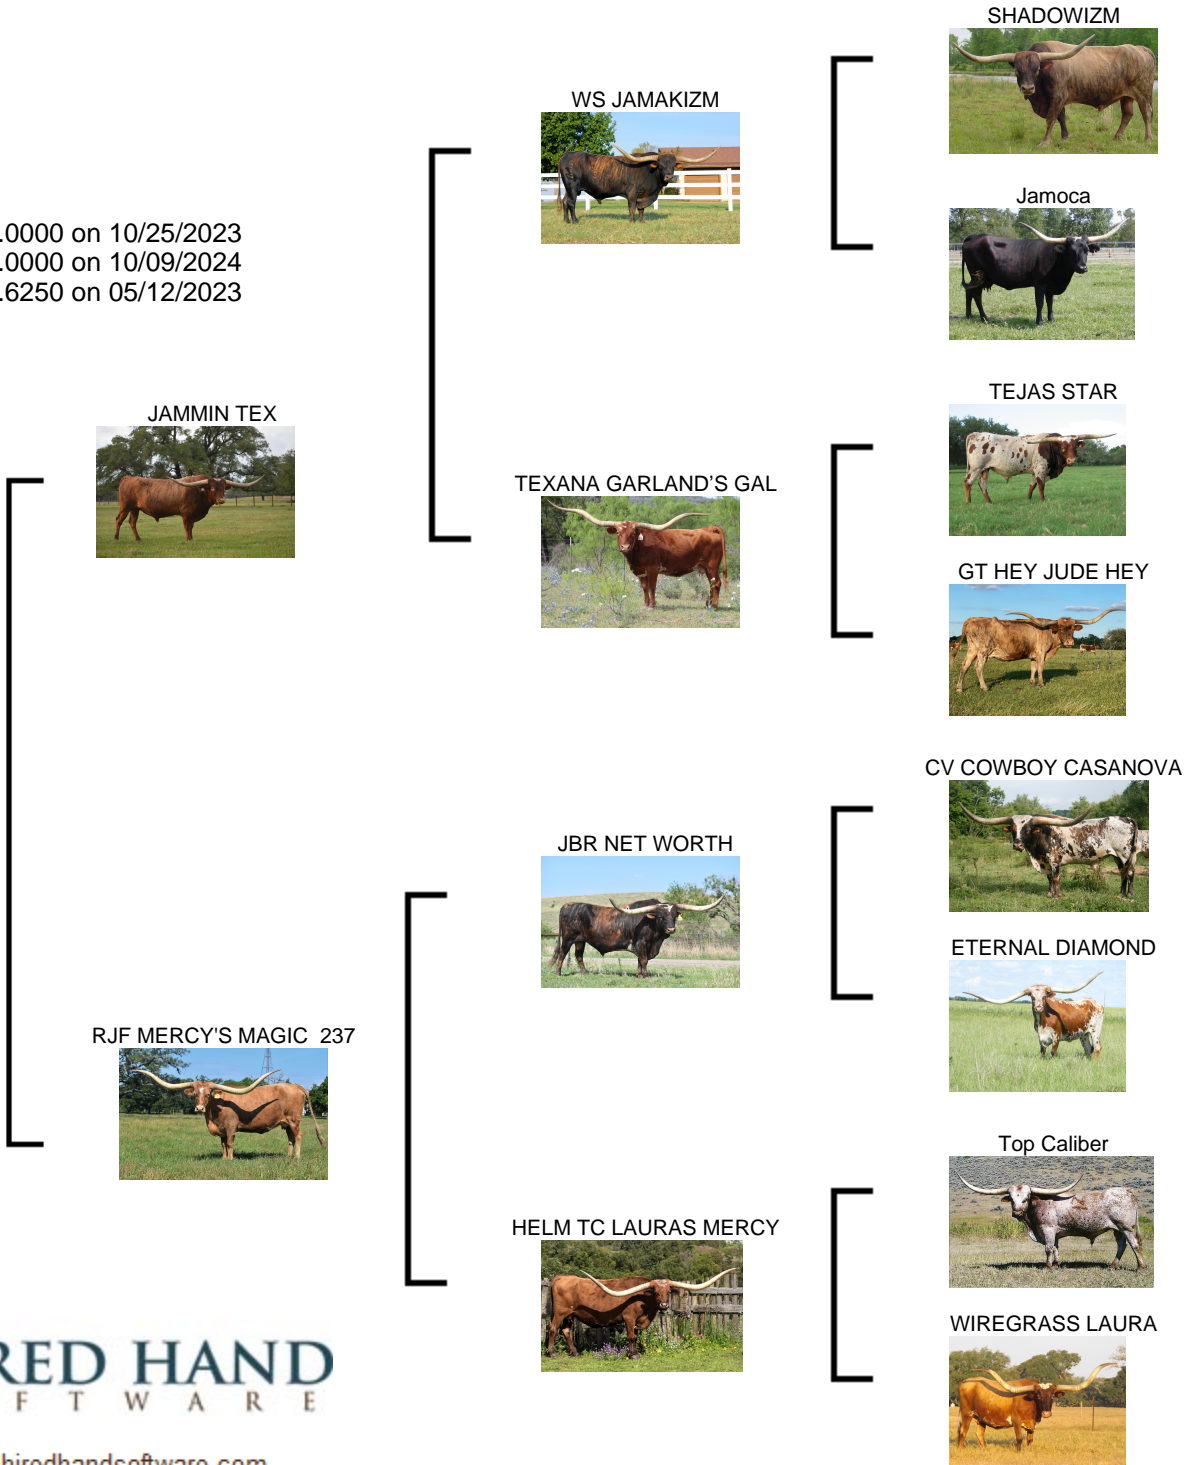 SHADOWIZM
WS JAMAKIZM
Jamoca
.0000 on 10/25/2023
.0000 on 10/09/2024
.6250 on 05/12/2023
TEJAS STAR
JAMMIN TEX
TEXANA GARLAND'S GAL
GT HEY JUDE HEY
CV COWBOY CASANOVA
JBR NET WORTH
ETERNAL DIAMOND
RJF MERCY'S MAGIC  237
Top Caliber
HELM TC LAURAS MERCY
WIREGRASS LAURA
RED HAND
F T W A R E
hiredhandsoftware.com